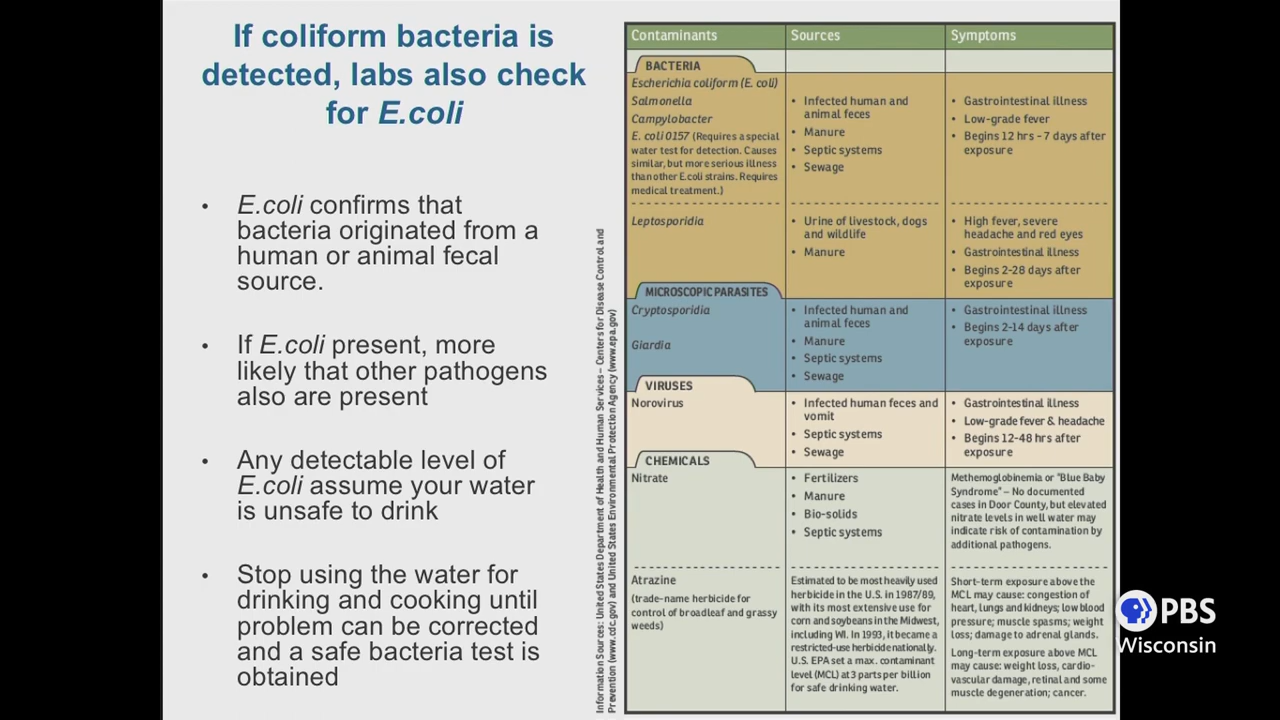 If coliform bacteria is
detected, labs also check
for E.coli
• E.coli confirms that
bacteria originated from a
human or animal fecal
source.
• If E.coli present, more
likely that other pathogens
also are present
• Any detectable level of
E.coli assume your water
is unsafe to drink
• Stop using the water for
drinking and cooking until
problem can be corrected
and a safe bacteria test is
obtained
Information Sources: United States Department of Health and Human Services – Centers for Disease Control and
Prevention (www.cdc.gov) and United States Environmental Protection Agency (www.epa.gov)
Contaminants
Sources
Symptoms
BACTERIA
Escherichia coliform (E. coli)
Salmonella
Campylobacter
E. coli 0157 (Requires a special
water test for detection. Causes
similar, but more serious illness
than other E.coli strains. Requires
medical treatment.)
• Infected human and
animal feces
• Manure
• Septic systems
• Sewage
• Gastrointestinal illness
• Low-grade fever
• Begins 12 hrs - 7 days after
exposure
Leptosporidia
• Urine of livestock, dogs
and wildlife
• Manure
• High fever, severe
headache and red eyes
• Gastrointestinal illness
• Begins 2-28 days after
exposure
MICROSCOPIC PARASITES
Cryptosporidia
Giardia
• Infected human and
animal feces
• Manure
• Septic systems
• Sewage
• Gastrointestinal illness
• Begins 2-14 days after
exposure
VIRUSES
Norovirus
• Infected human feces and
vomit
• Septic systems
• Sewage
• Gastrointestinal illness
• Low-grade fever & headache
• Begins 12-48 hrs after
exposure
CHEMICALS
Nitrate
• Fertilizers
• Manure
• Bio-solids
• Septic systems
Methemoglobinemia or "Blue Baby
Syndrome" – No documented
cases in Door County, but elevated
nitrate levels in well water may
indicate risk of contamination by
additional pathogens.
Atrazine
(trade-name herbicide for
control of broadleaf and grassy
weeds)
Estimated to be most heavily used
herbicide in the U.S. in 1987/89,
with its most extensive use for
corn and soybeans in the Midwest,
including WI. In 1993, it became a
restricted-use herbicide nationally.
U.S. EPA set a max. contaminant
level (MCL) at 3 parts per billion
for safe drinking water.
Short-term exposure above the
MCL may cause: congestion of
heart, lungs and kidneys; low blood
pressure; muscle spasms; weight
loss; damage to adrenal glands.
Long-term exposure above MCL
may cause: weight loss, cardio-
vascular damage, retinal and some
muscle degeneration; cancer.
PBS
Wisconsin